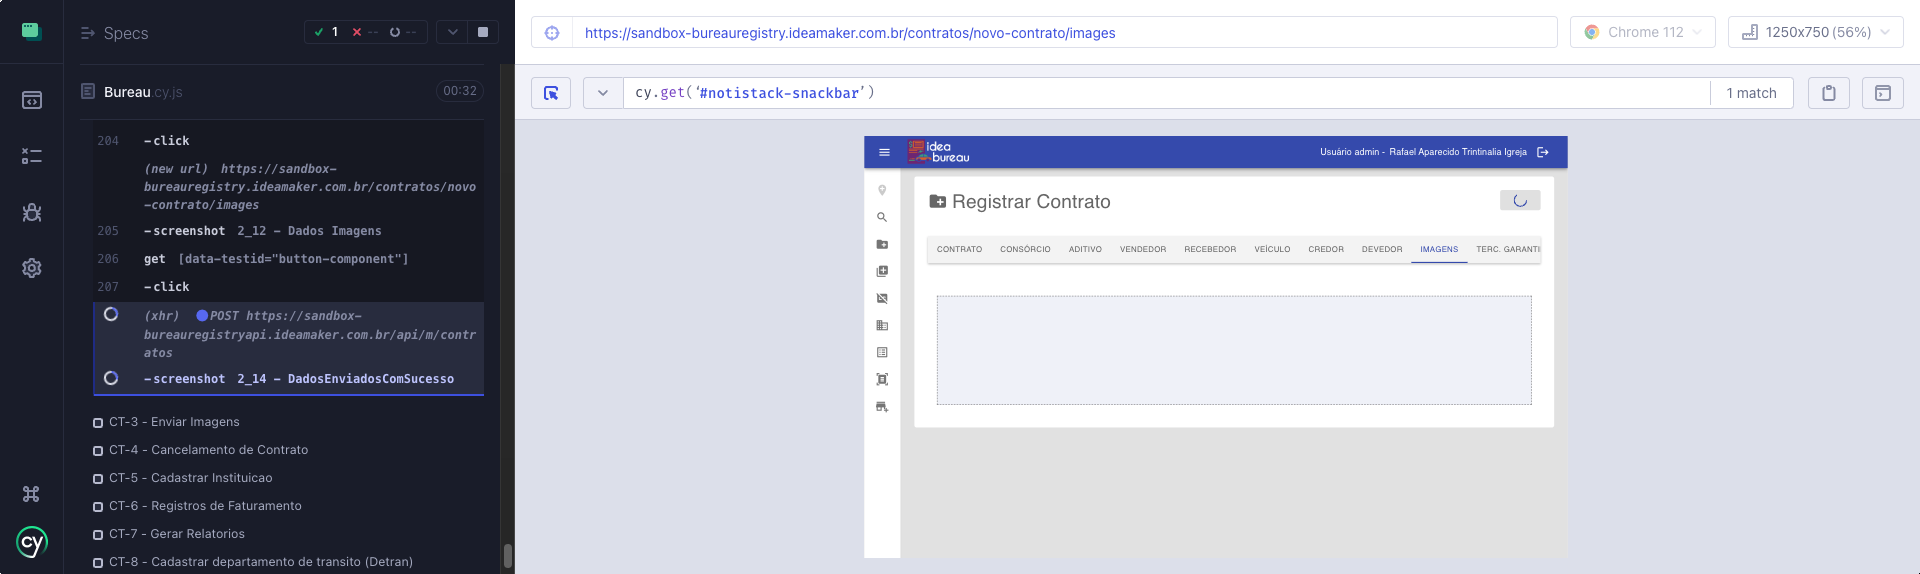 Specs
1 -- --
https://sandbox-bureauregistry.ideamaker.com.br/contratos/novo-contrato/images
Chrome 112
1250x750 (56%)
Bureau.cy.js
00:32
cy.get('#notistack-snackbar')
1 match
204 -click
(new url) https://sandbox-
bureauregistry.ideamaker.com.br/contratos/novo
-contrato/images
205 -screenshot 2_12 - Dados Imagens
206 get [data-testid="button-component"]
207 -click
(xhr) POST https://sandbox-
bureauregistryapi.ideamaker.com.br/api/m/contr
atos
-screenshot 2_14 - DadosEnviadosComSucesso
CT-3 - Enviar Imagens
CT-4 - Cancelamento de Contrato
CT-5 - Cadastrar Instituicao
CT-6 - Registros de Faturamento
CT-7 - Gerar Relatorios
CT-8 - Cadastrar departamento de transito (Detran)
cy
idea
bureau
Usuário admin - Rafael Aparecido Trintinalia Igreja
Registrar Contrato
CONTRATO CONSÓRCIO ADITIVO VENDEDOR RECEBEDOR VEÍCULO CREDOR DEVEDOR IMAGENS TERC. GARANTI